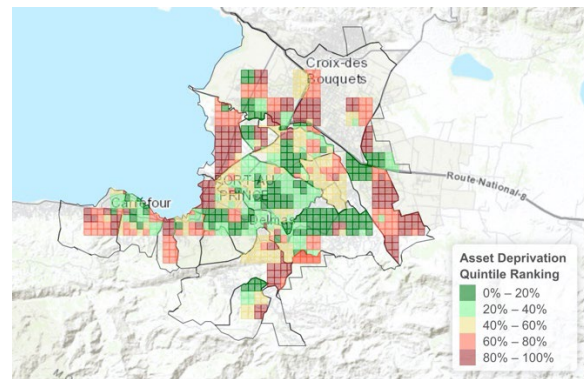 Croix-des
Bouquets
PORT-AU
PRINCE
Carrefour
Delmas
Route National-8
Asset Deprivation
Quintile Ranking
0% – 20%
20% – 40%
40% – 60%
60% – 80%
80% – 100%